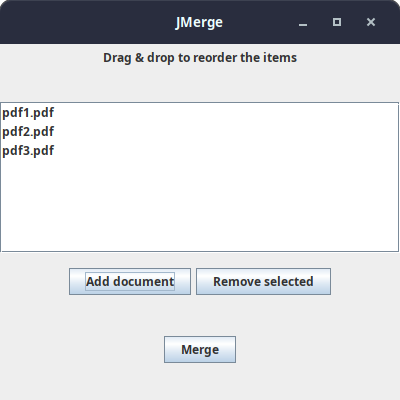 JMerge
Drag & drop to reorder the items
pdf1.pdf
pdf2.pdf
pdf3.pdf
Add document Remove selected
Merge